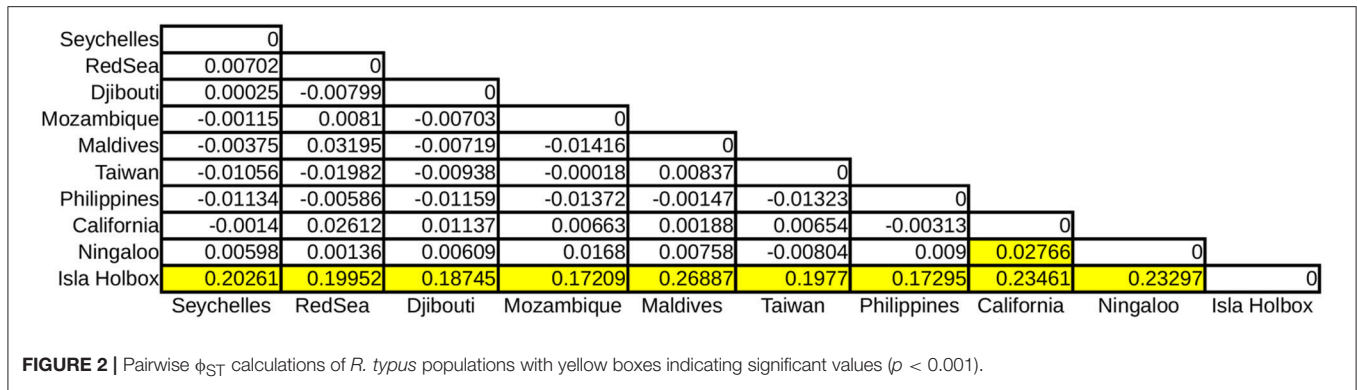 Seychelles 0
RedSea 0.00702 0
Djibouti 0.00025 -0.00799 0
Mozambique -0.00115 0.0081 -0.00703 0
Maldives -0.00375 0.03195 -0.00719 -0.01416 0
Taiwan -0.01056 -0.01982 -0.00938 -0.00018 0.00837 0
Philippines -0.01134 -0.00586 -0.01159 -0.01372 -0.00147 -0.01323 0
California -0.0014 0.02612 0.01137 0.00663 0.00188 0.00654 -0.00313 0
Ningaloo 0.00598 0.00136 0.00609 0.0168 0.00758 -0.00804 0.009 0.02766 0
Isla Holbox 0.20261 0.19952 0.18745 0.17209 0.26887 0.1977 0.17295 0.23461 0.23297 0
Seychelles RedSea Djibouti Mozambique Maldives Taiwan Philippines California Ningaloo Isla Holbox
FIGURE 2 | Pairwise ϕST calculations of R. typus populations with yellow boxes indicating significant values (p < 0.001).